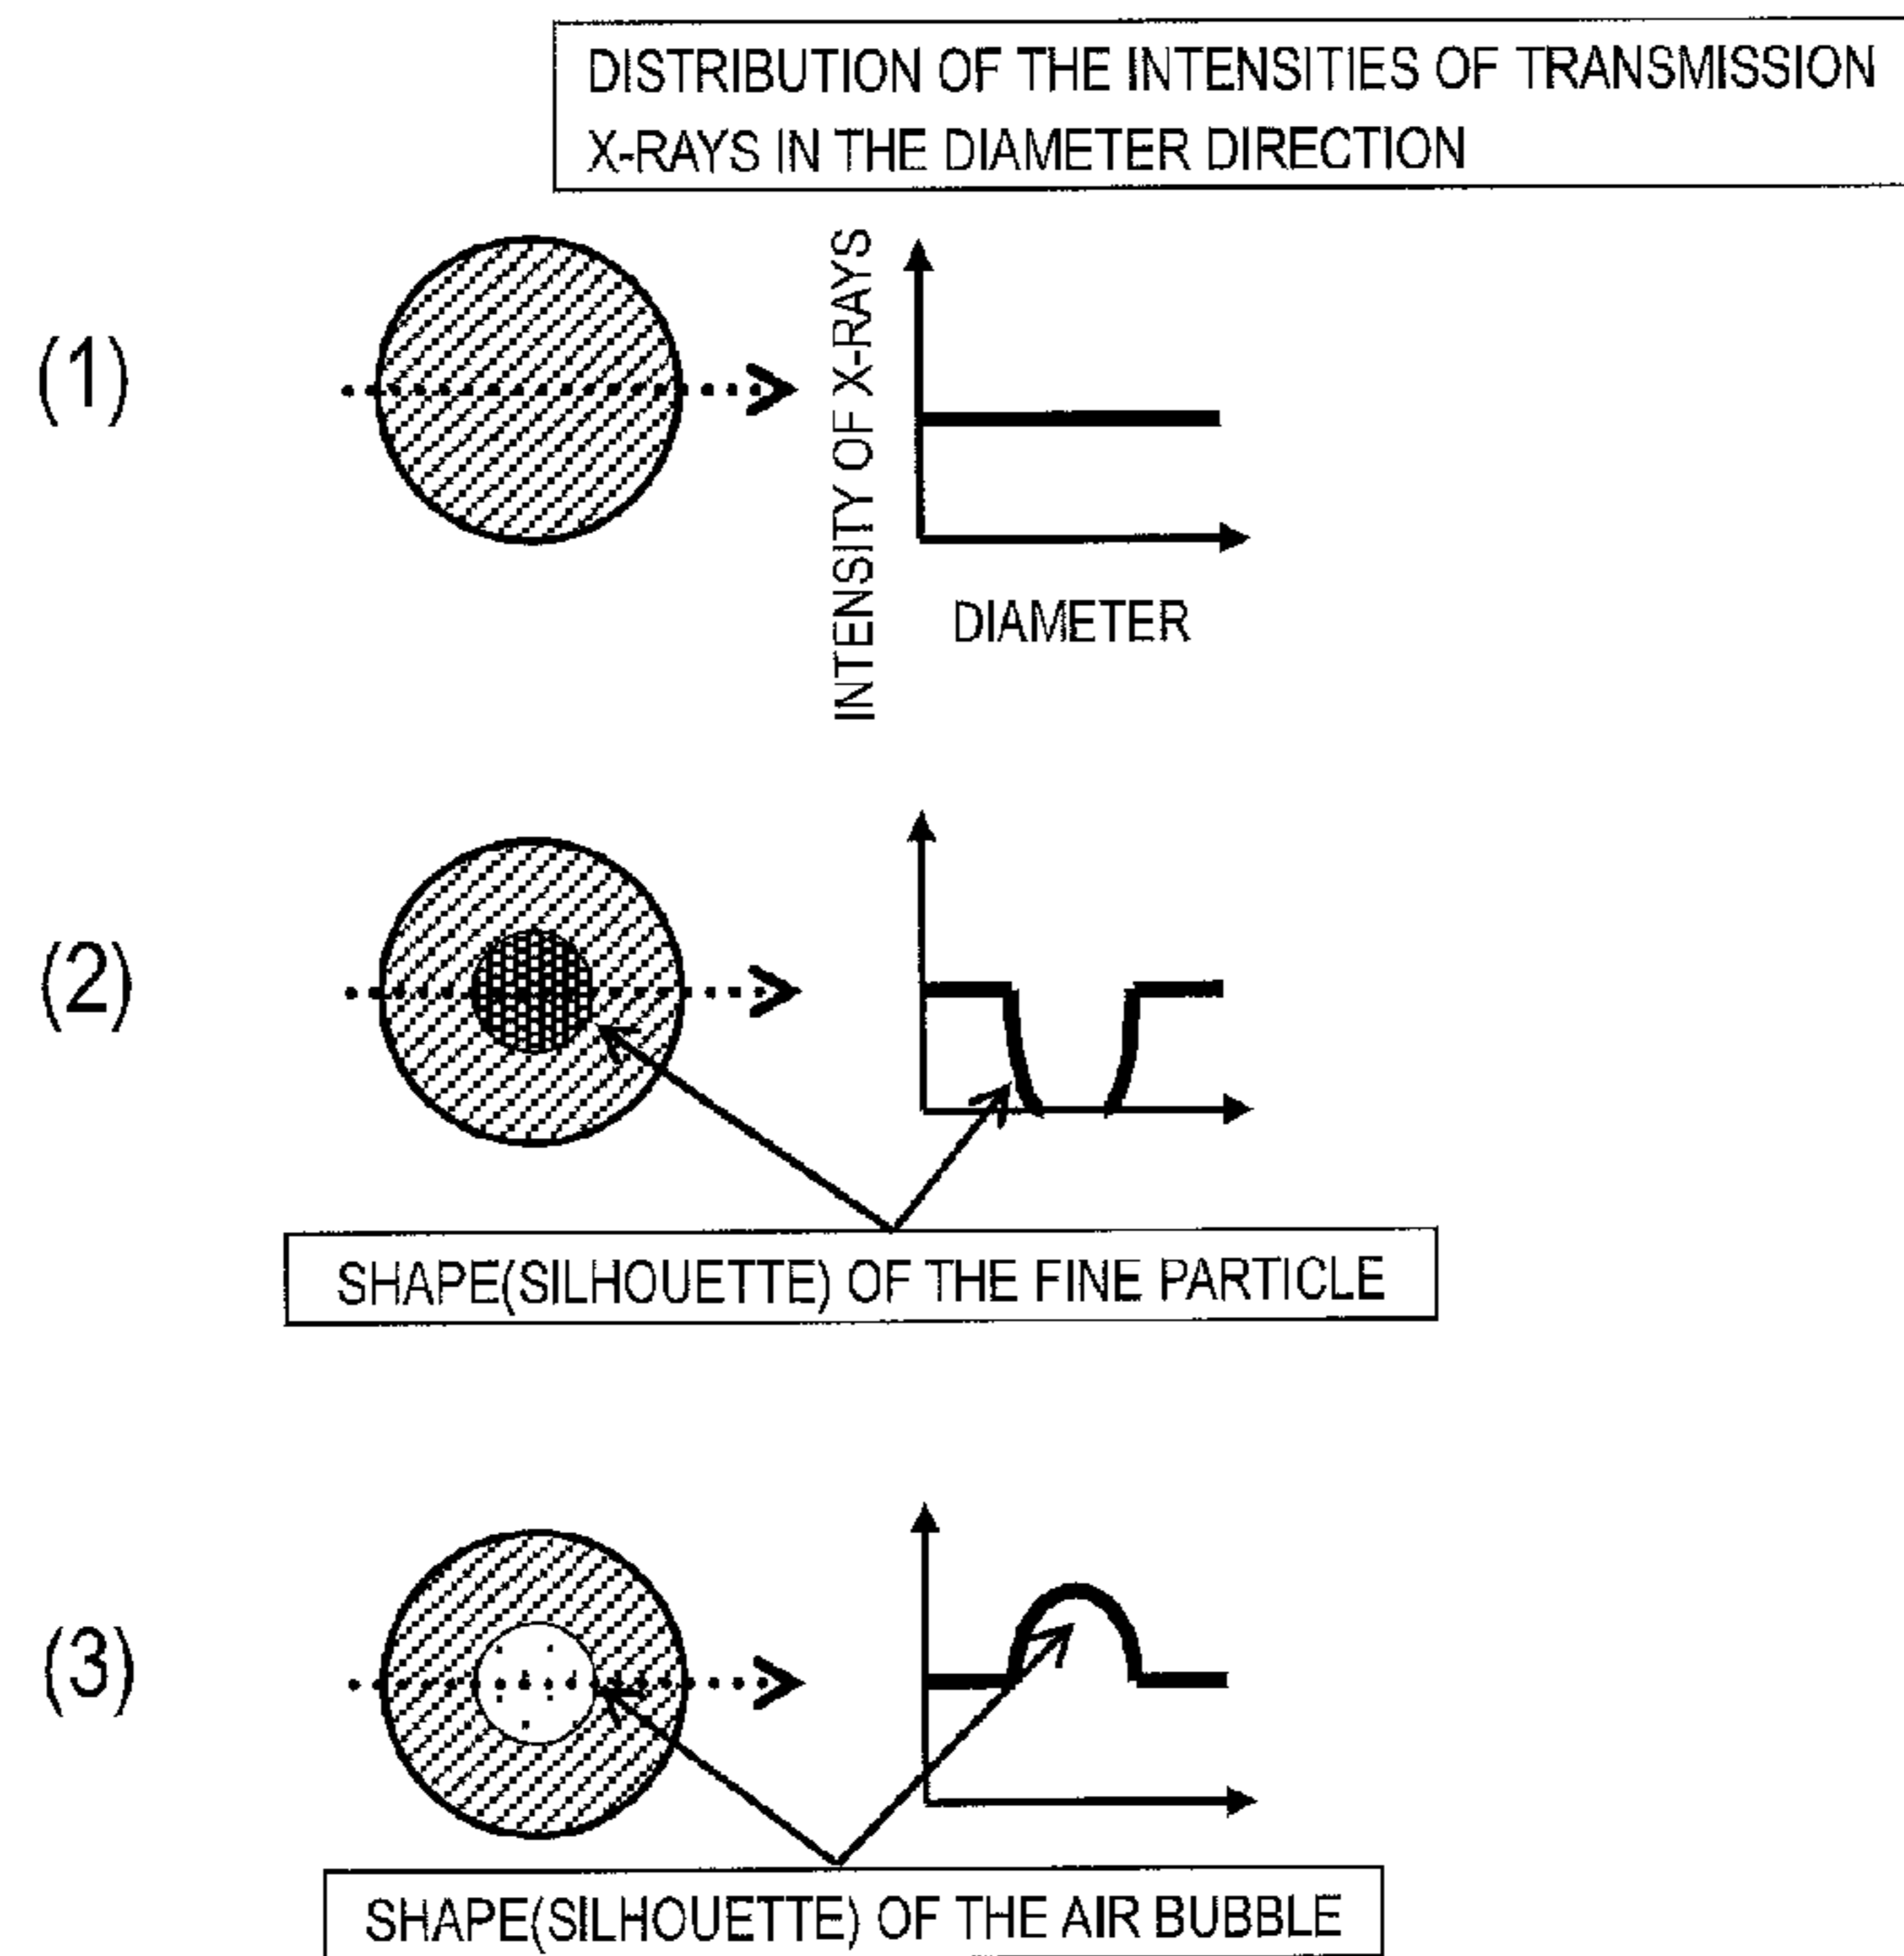 DISTRIBUTION OF THE INTENSITIES OF TRANSMISSION
X-RAYS IN THE DIAMETER DIRECTION
(1)
INTENSITY OF X-RAYS
DIAMETER
(2)
SHAPE(SILHOUETTE) OF THE FINE PARTICLE
(3)
SHAPE(SILHOUETTE) OF THE AIR BUBBLE